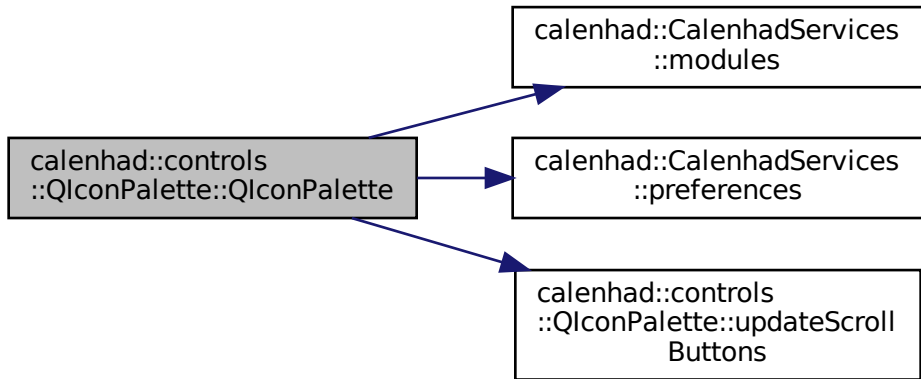 calenhad::controls
::QIconPalette::QIconPalette
calenhad::CalenhadServices
::modules
calenhad::CalenhadServices
::preferences
calenhad::controls
::QIconPalette::updateScroll
Buttons